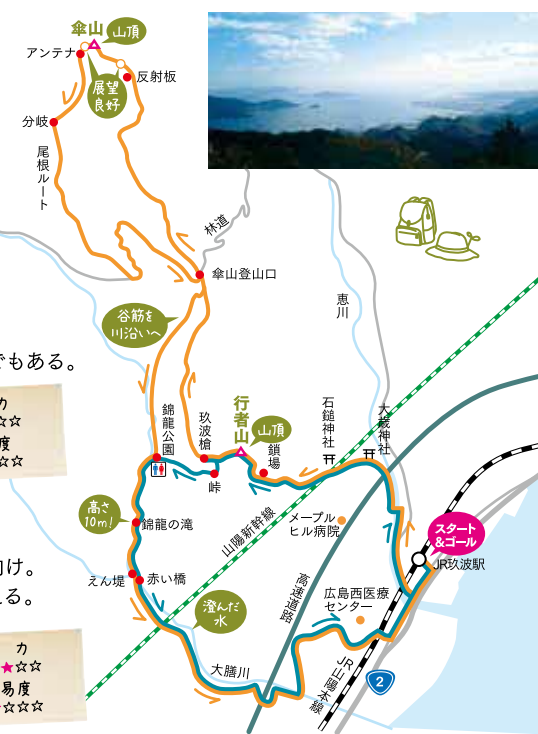 傘山
山頂
アンテナ
反射板
展望
良好
分岐
尾根ルート
林道
傘山登山口
谷筋を
川沿いへ
恵川
でもある。
力
☆☆
度
☆☆
錦龍公園
玖波槍
行者山
山頂
鎖場
石鎚神社
大歳神社
峠
高さ
10m!
錦龍の滝
山陽新幹線
メープル
ヒル病院
スタート
&ゴール
JR玖波駅
向け。
える。
えん堤
赤い橋
澄んだ
水
高速道路
広島西医療
センター
力
★☆☆
易度
☆☆☆
大膳川
JR山陽本線
2